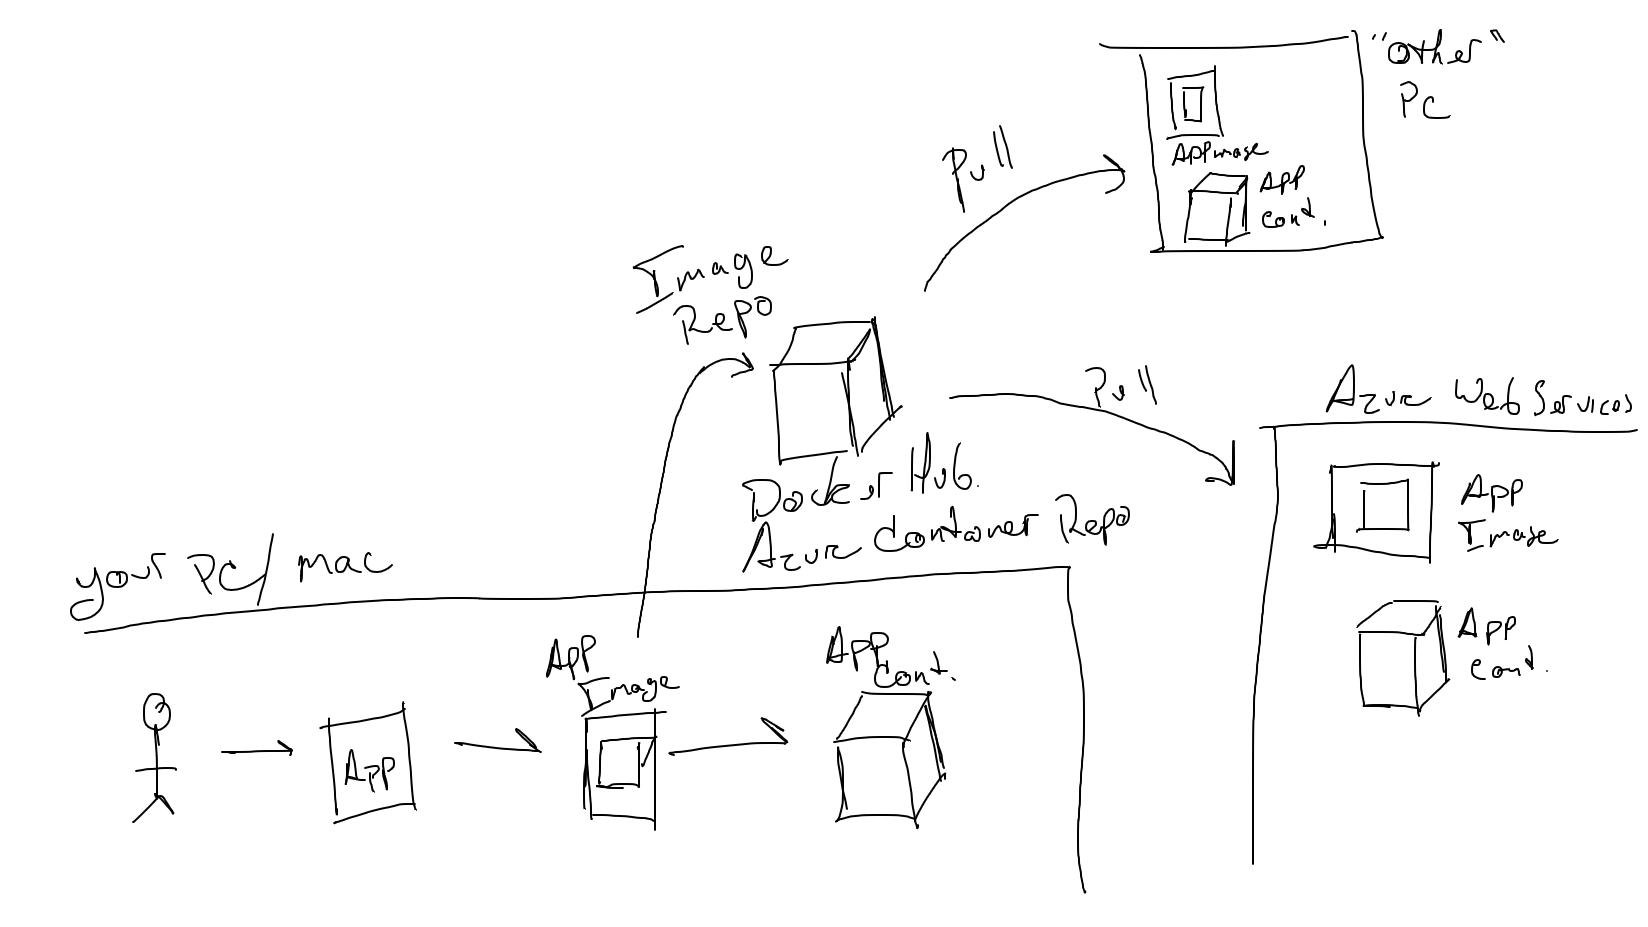 "Other"
PC
Pull
App image
App
cont.
Image
Repo
Pull
Azure Web Services
Docker Hub.
Azure Container Repo
App
Image
your PC/mac
App
cont.
App
Image
App
Cont.
App